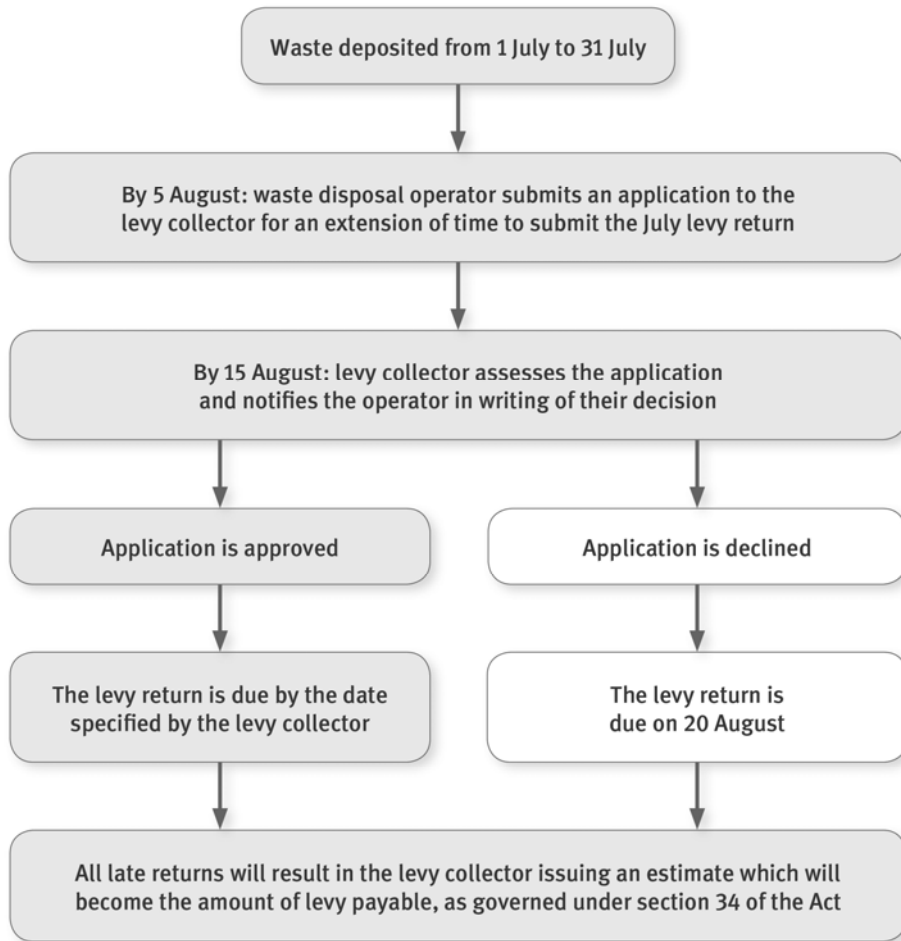 Waste deposited from 1 July to 31 July
By 5 August: waste disposal operator submits an application to the
levy collector for an extension of time to submit the July levy return
By 15 August: levy collector assesses the application
and notifies the operator in writing of their decision
Application is approved
Application is declined
The levy return is due by the date
specified by the levy collector
The levy return is
due on 20 August
All late returns will result in the levy collector issuing an estimate which will
become the amount of levy payable, as governed under section 34 of the Act